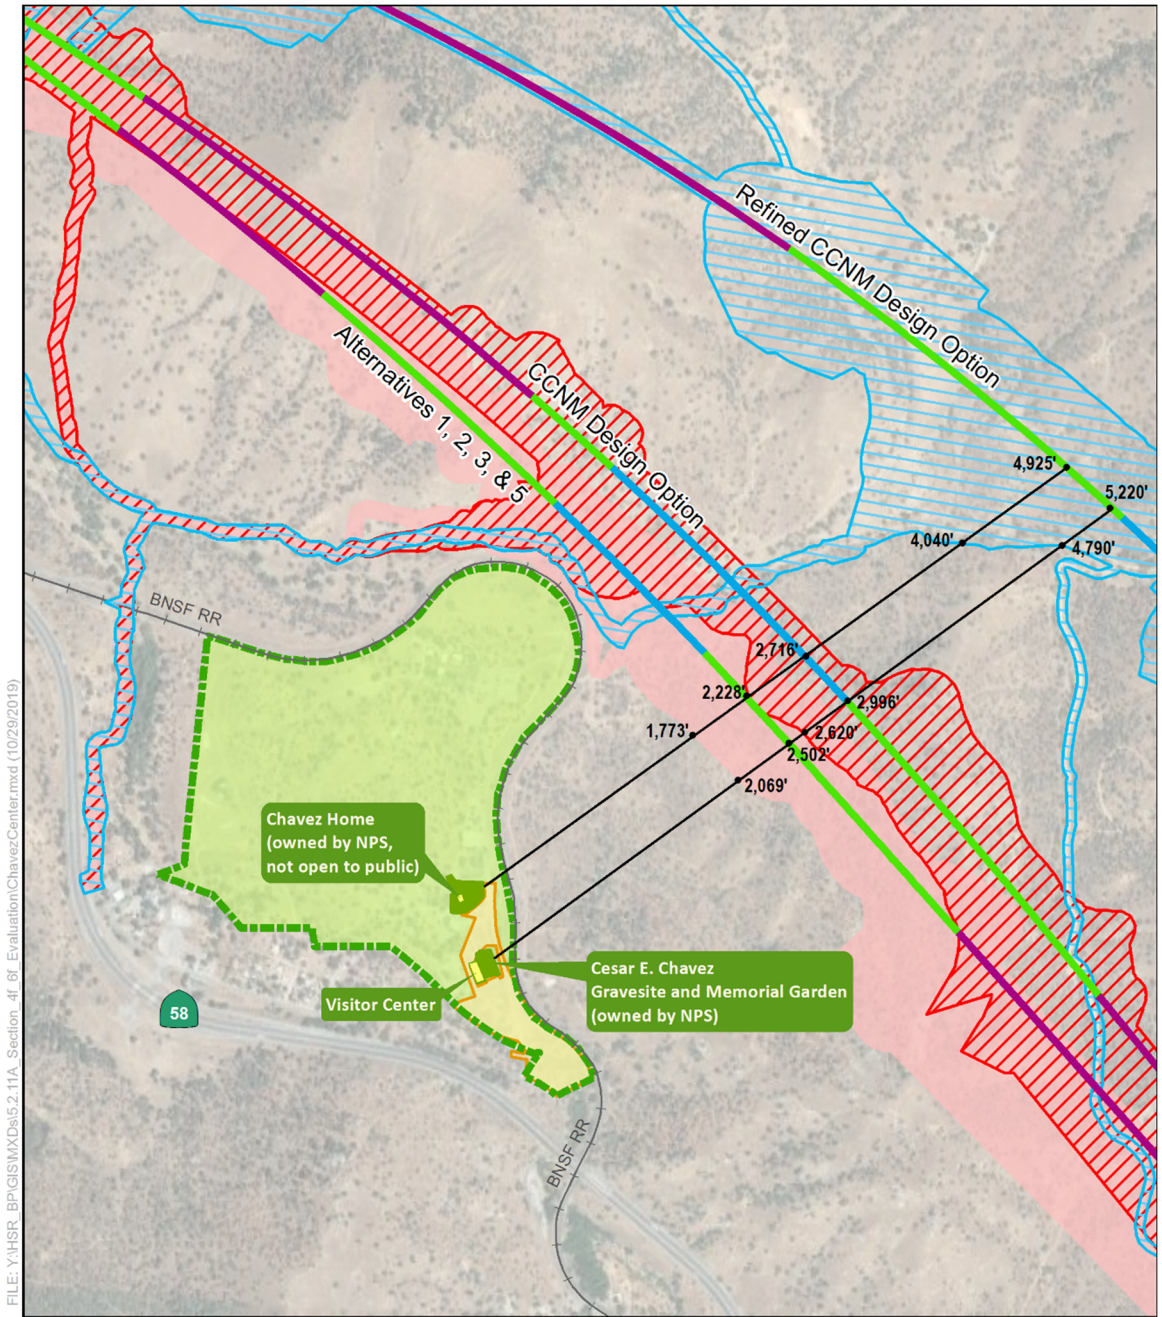 Refined CCNM Design Option
CCNM Design Option
Alternatives 1, 2, 3, & 5
4,925'
5,220'
4,040'
4,790'
BNSF RR
2,716'
2,228'
2,996'
1,773'
2,620'
2,502'
2,069'
Chavez Home
(owned by NPS,
not open to public)
Cesar E. Chavez
Gravesite and Memorial Garden
(owned by NPS)
Visitor Center
58
BNSF RR
FILE: Y:\HSR_BP\GIS\MXDs\5.2.11A_Section_4f_6f_Evaluation\ChavezCenter.mxd (10/29/2019)